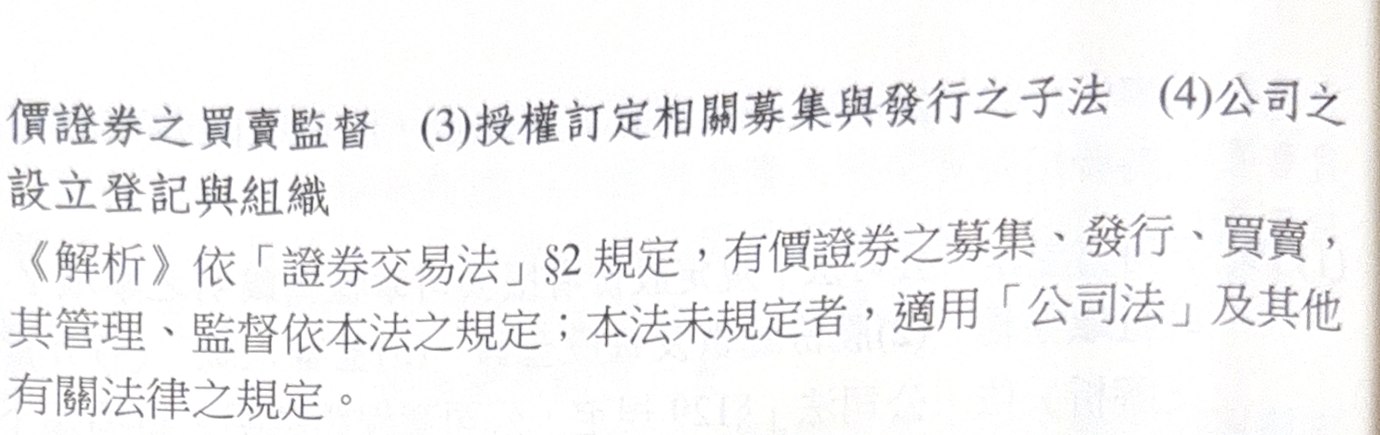 價證券之買賣監督　(3)授權訂定相關募集與發行之子法　(4)公司之
設立登記與組織
《解析》依「證券交易法」§2 規定，有價證券之募集、發行、買賣，
其管理、監督依本法之規定；本法未規定者，適用「公司法」及其他
有關法律之規定。